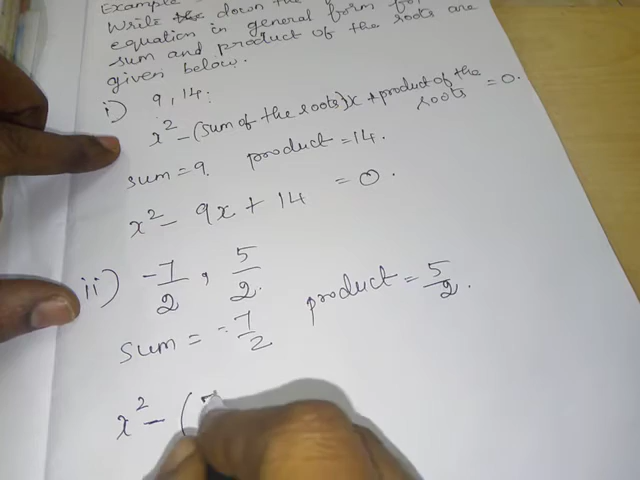 Example
Write the down the
equation in general form for
sum and product of the roots are
given below.
i) 9, 14:
x² - (sum of the roots)x + product of the roots = 0.
sum = 9. product = 14.
x² - 9x + 14 = 0.
ii) -7/2, 5/2.
sum = -7/2 product = 5/2.
x² - (